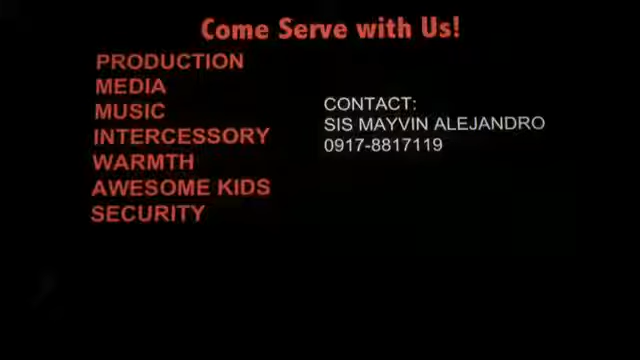 Come Serve with Us!
PRODUCTION
MEDIA
MUSIC
INTERCESSORY
WARMTH
AWESOME KIDS
SECURITY
CONTACT:
SIS MAYVIN ALEJANDRO
0917-8817119